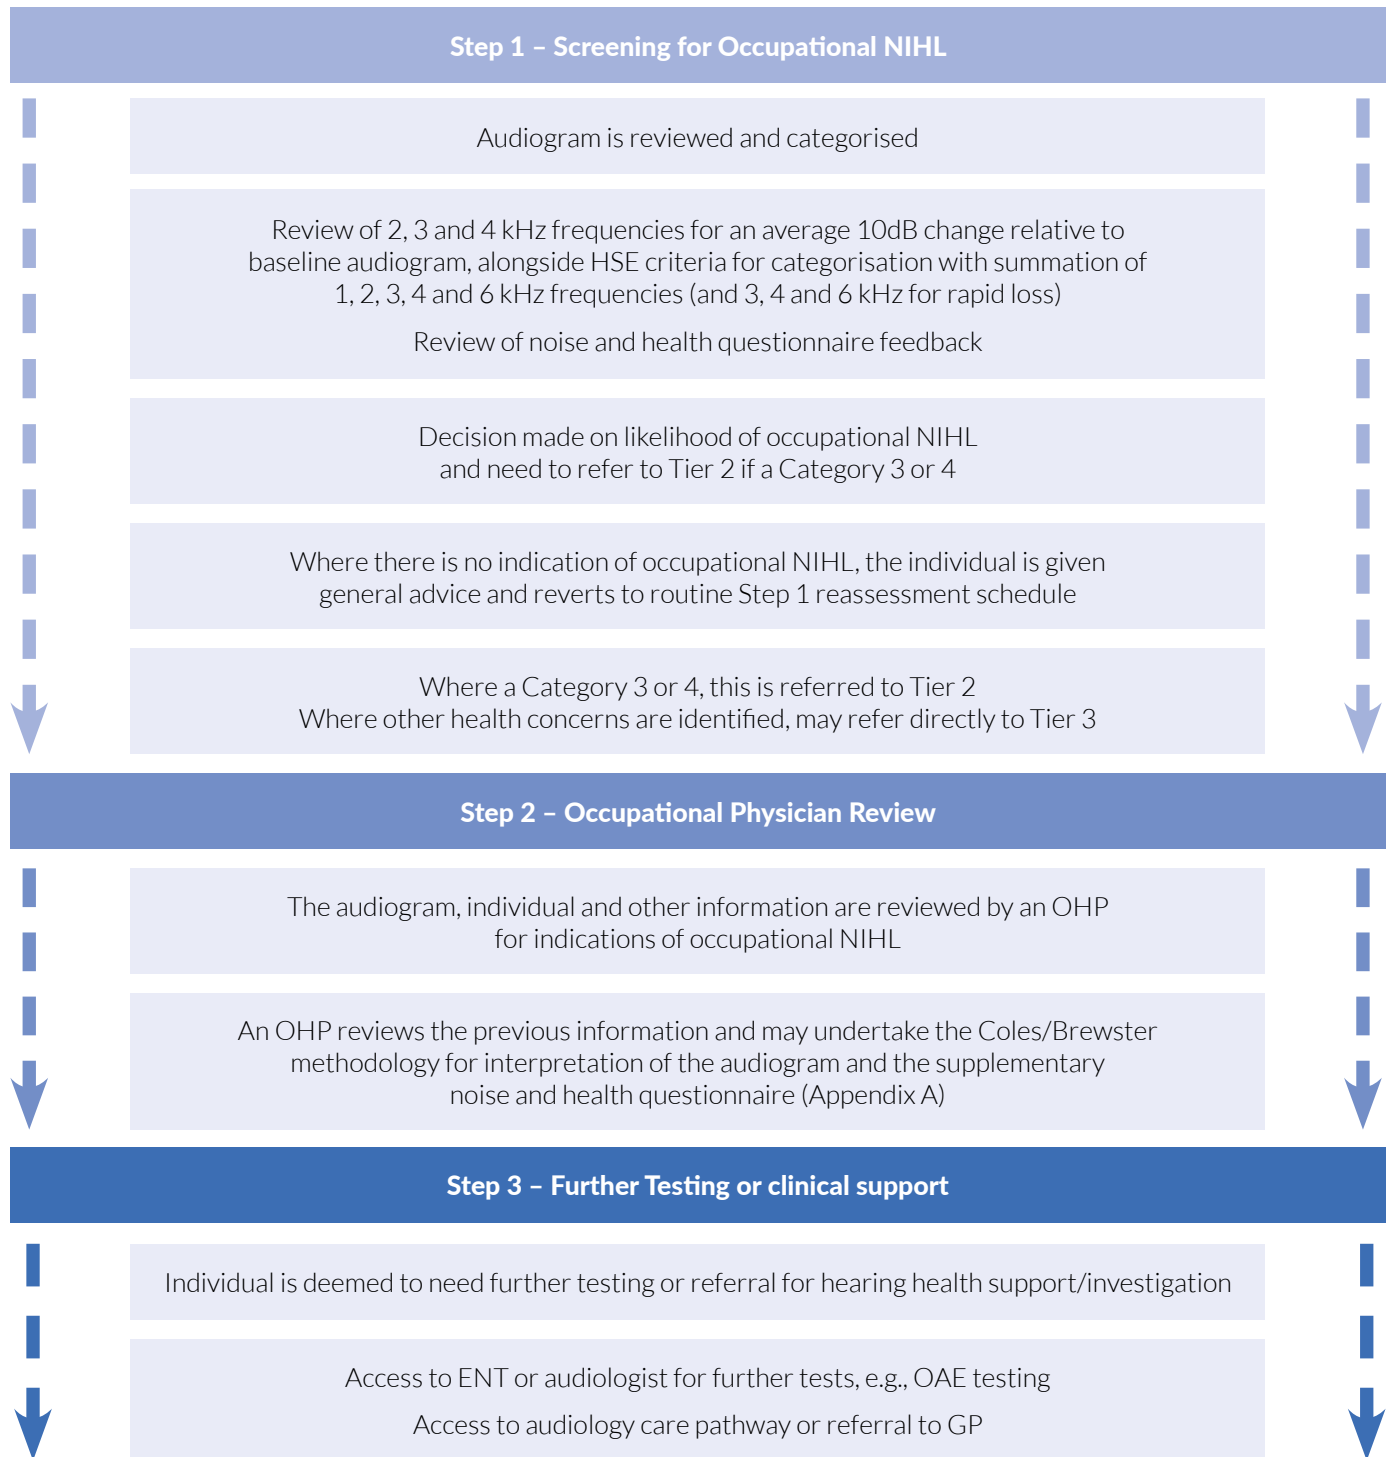 Step 1 – Screening for Occupational NIHL
Audiogram is reviewed and categorised
Review of 2, 3 and 4 kHz frequencies for an average 10dB change relative to
baseline audiogram, alongside HSE criteria for categorisation with summation of
1, 2, 3, 4 and 6 kHz frequencies (and 3, 4 and 6 kHz for rapid loss)
Review of noise and health questionnaire feedback
Decision made on likelihood of occupational NIHL
and need to refer to Tier 2 if a Category 3 or 4
Where there is no indication of occupational NIHL, the individual is given
general advice and reverts to routine Step 1 reassessment schedule
Where a Category 3 or 4, this is referred to Tier 2
Where other health concerns are identified, may refer directly to Tier 3
Step 2 – Occupational Physician Review
The audiogram, individual and other information are reviewed by an OHP
for indications of occupational NIHL
An OHP reviews the previous information and may undertake the Coles/Brewster
methodology for interpretation of the audiogram and the supplementary
noise and health questionnaire (Appendix A)
Step 3 – Further Testing or clinical support
Individual is deemed to need further testing or referral for hearing health support/investigation
Access to ENT or audiologist for further tests, e.g., OAE testing
Access to audiology care pathway or referral to GP